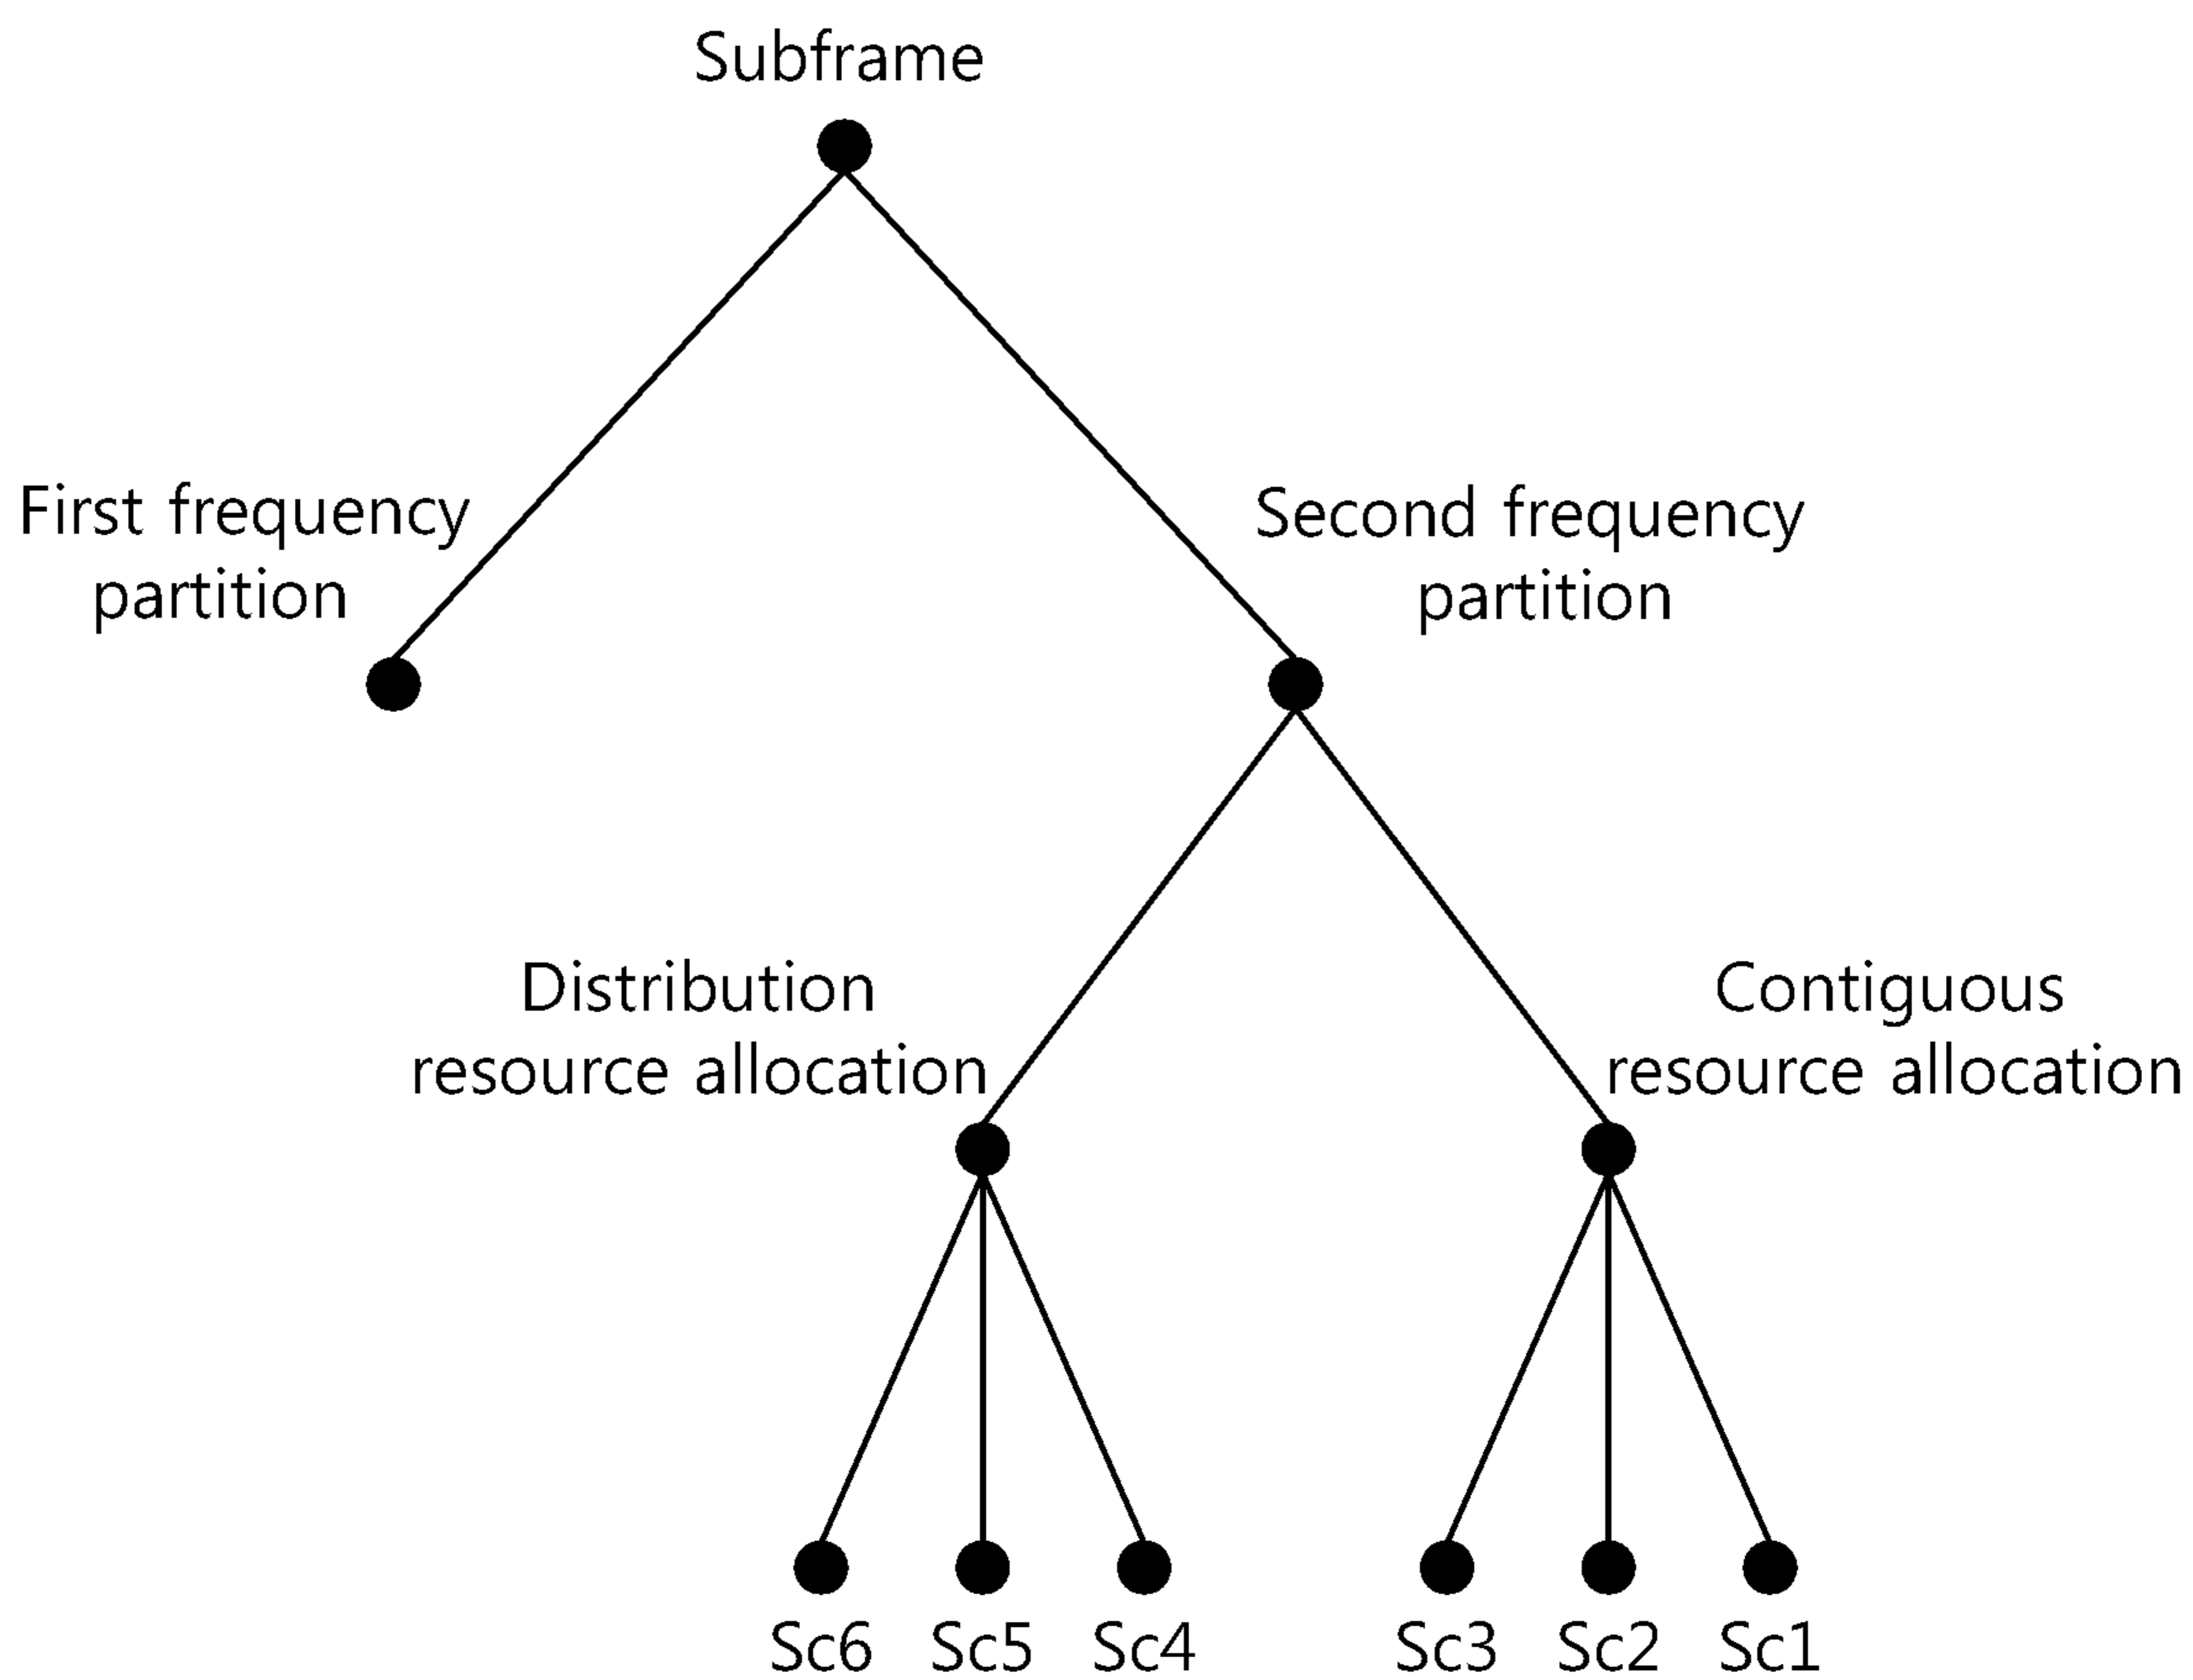 Subframe
First frequency
partition
Second frequency
partition
Distribution
resource allocation
Contiguous
resource allocation
Sc6 Sc5 Sc4 Sc3 Sc2 Sc1